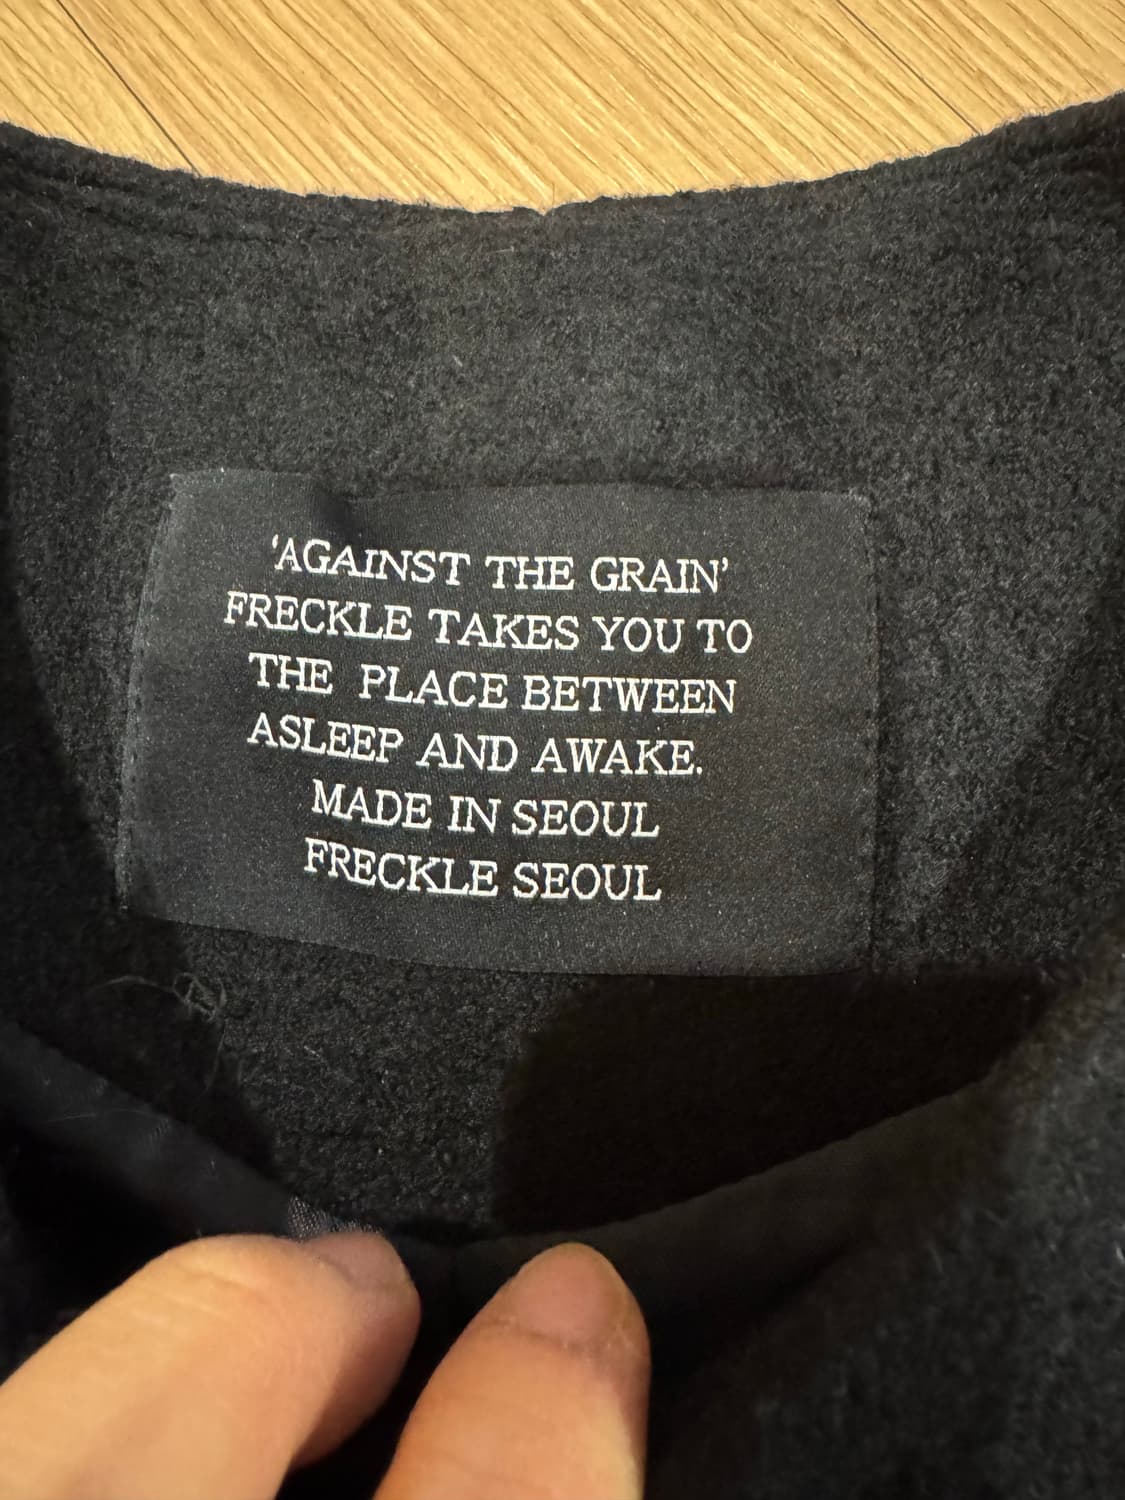 ‘AGAINST THE GRAIN’
FRECKLE TAKES YOU TO
THE PLACE BETWEEN
ASLEEP AND AWAKE.
MADE IN SEOUL
FRECKLE SEOUL